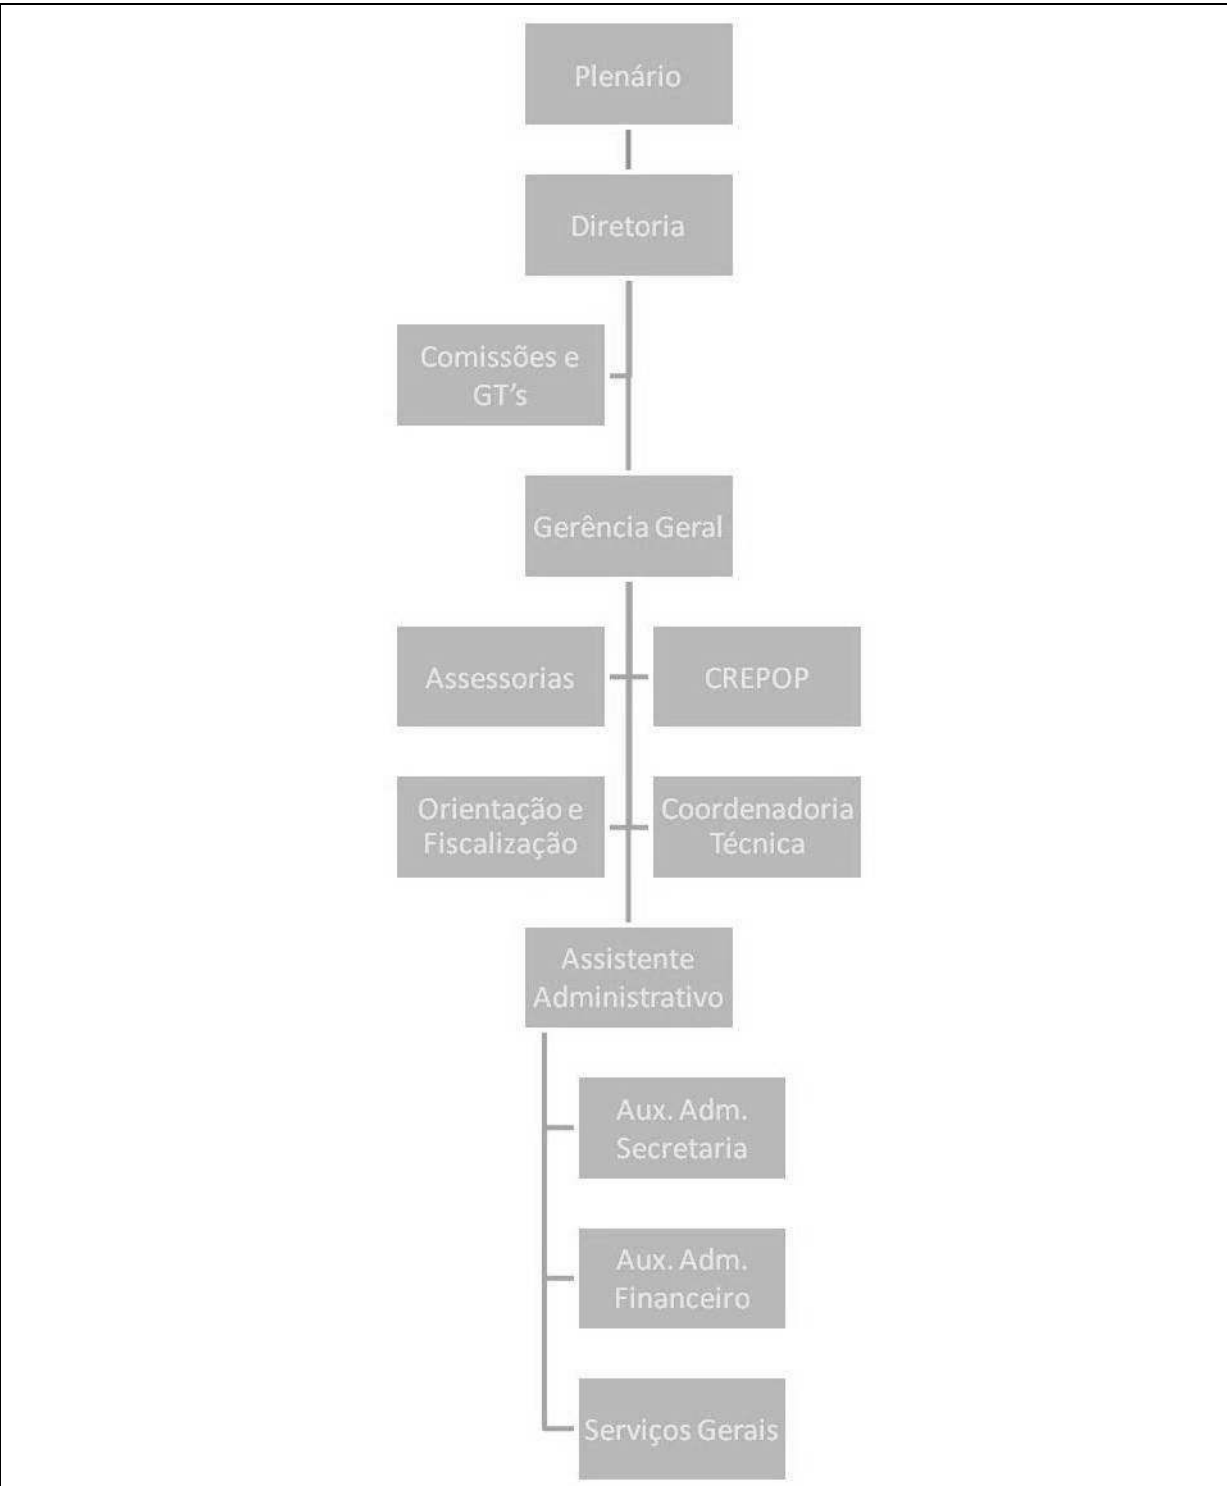 Plenário
Diretoria
Comissões e
GT’s
Gerência Geral
Assessorias
CREPOP
Orientação e
Fiscalização
Coordenadoria
Técnica
Assistente
Administrativo
Aux. Adm.
Secretaria
Aux. Adm.
Financeiro
Serviços Gerais